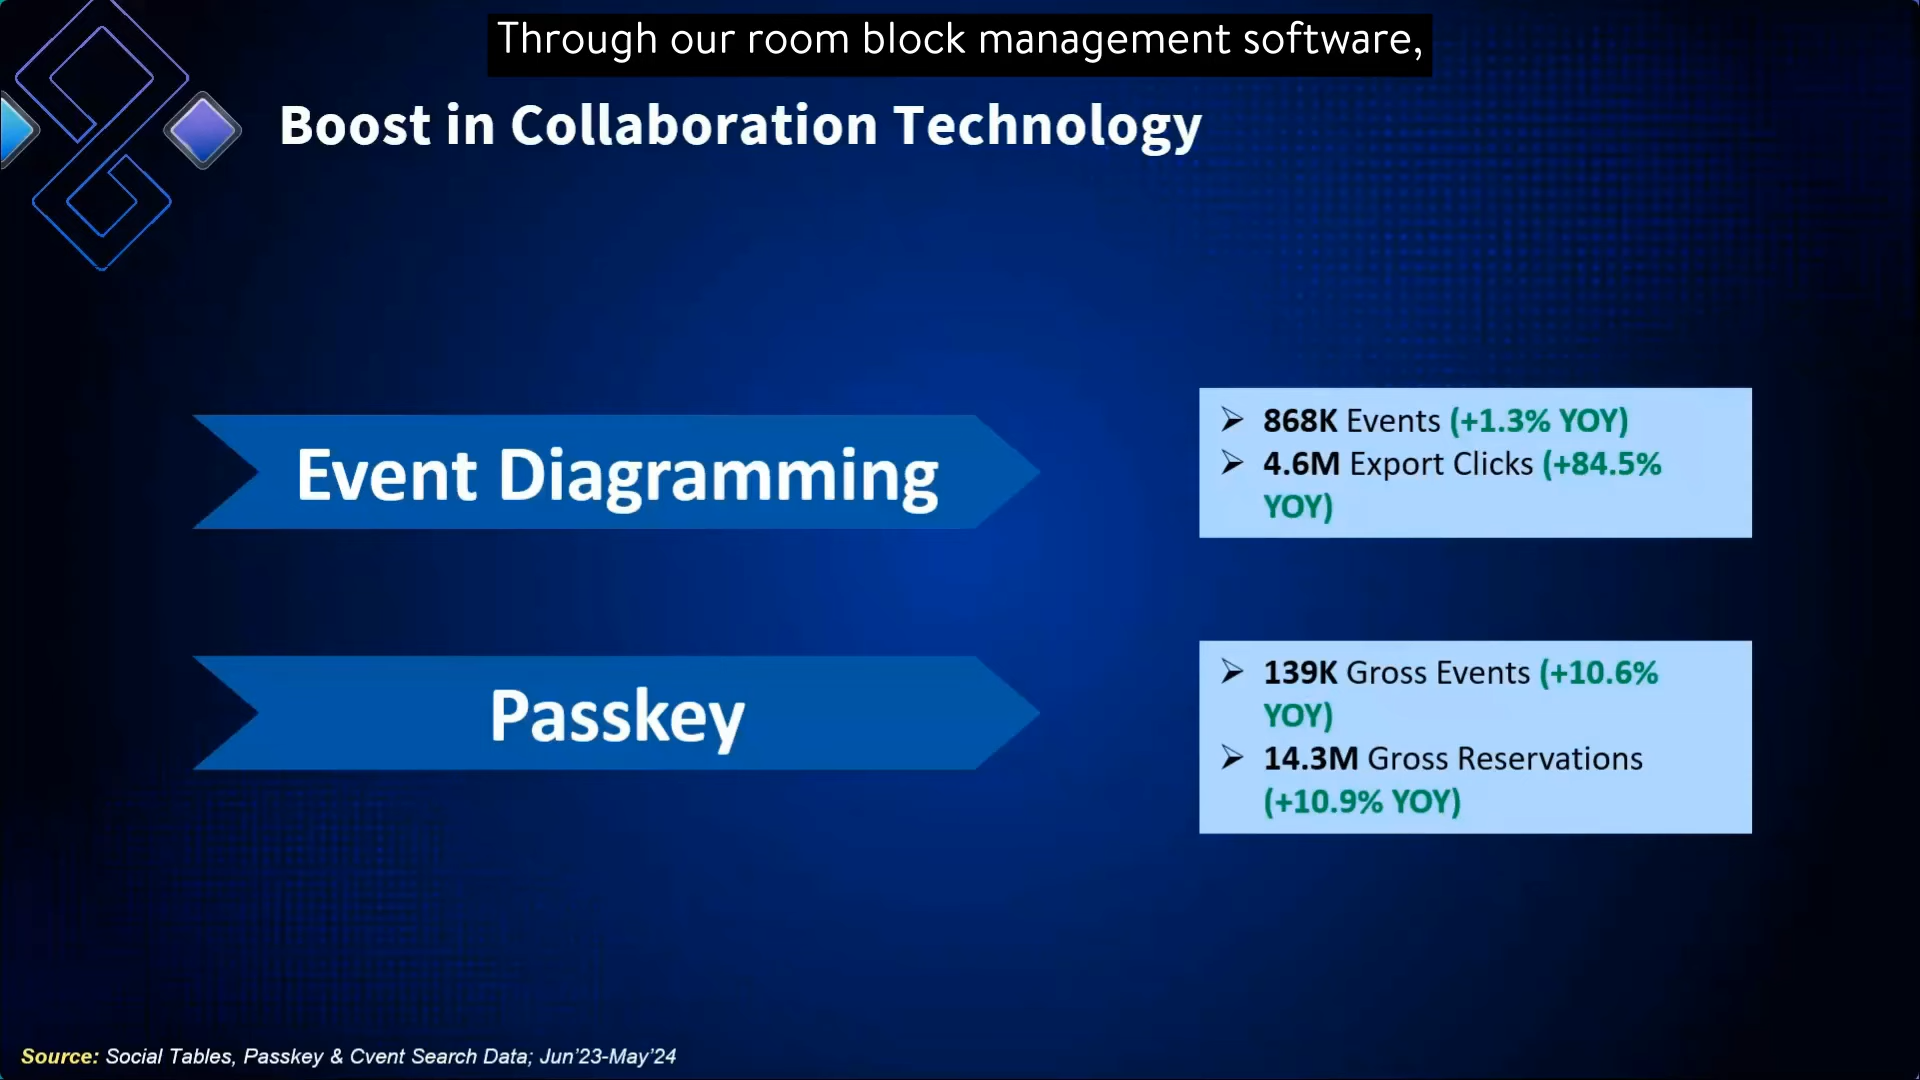 Through our room block management software,
Boost in Collaboration Technology
Event Diagramming
➢ 868K Events (+1.3% YOY)
➢ 4.6M Export Clicks (+84.5%
YOY)
Passkey
➢ 139K Gross Events (+10.6%
YOY)
➢ 14.3M Gross Reservations
(+10.9% YOY)
Source: Social Tables, Passkey & Cvent Search Data; Jun’23-May’24